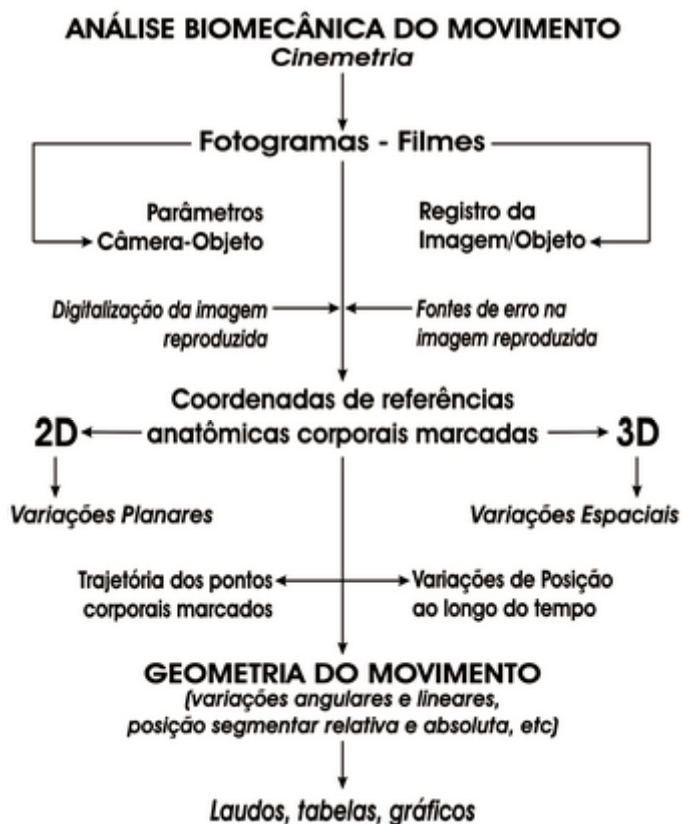 ANÁLISE BIOMECÂNICA DO MOVIMENTO
Cinemetria
Fotogramas - Filmes
Parâmetros
Câmera-Objeto
Registro da
Imagem/Objeto
Digitalização da imagem
reproduzida
Fontes de erro na
imagem reproduzida
Coordenadas de referências
2D anatômicas corporais marcadas 3D
Variações Planares
Variações Espaciais
Trajetória dos pontos
corporais marcados
Variações de Posição
ao longo do tempo
GEOMETRIA DO MOVIMENTO
(variações angulares e lineares,
posição segmentar relativa e absoluta, etc)
Laudos, tabelas, gráficos